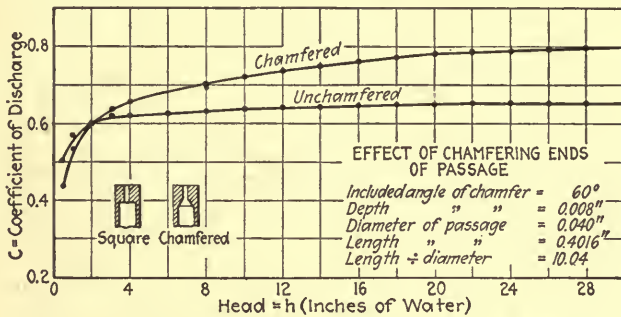 0.8
0.6
0.4
0.2
C=Coefficient of Discharge
Chamfered
Unchamfered
EFFECT OF CHAMFERING ENDS
OF PASSAGE
Included angle of chamfer = 60°
Depth " " = 0.008"
Diameter of passage = 0.040"
Length " " = 0.4016"
Length ÷ diameter = 10.04
Square Chamfered
0 4 8 12 16 20 24 28
Head = h (Inches of Water)